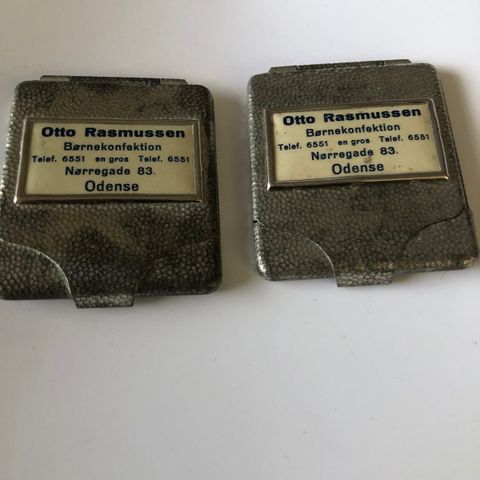 Otto Rasmussen
Børnekonfektion
Telef. 6551 en gros Telef. 6551
Nørregade 83.
Odense
Otto Rasmussen
Børnekonfektion
Telef. 6551 en gros Telef. 6551
Nørregade 83.
Odense